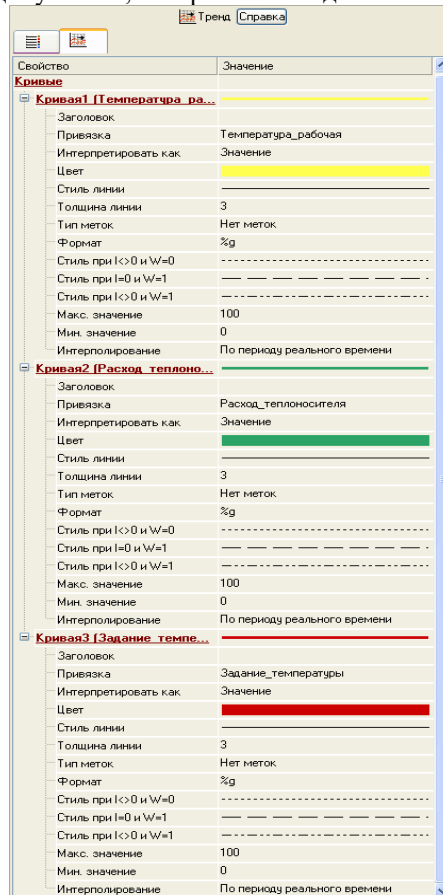 Тренд Справка
Свойство Значение
Кривые
Кривая1 (Температура_ра...
Заголовок
Привязка Температура_рабочая
Интерпретировать как Значение
Цвет
Стиль линии
Толщина линии 3
Тип меток Нет меток
Формат %g
Стиль при I<>0 и W=0
Стиль при I=0 и W=1
Стиль при I<>0 и W=1
Макс. значение 100
Мин. значение 0
Интерполирование По периоду реального времени
Кривая2 (Расход_теплоно...
Заголовок
Привязка Расход_теплоносителя
Интерпретировать как Значение
Цвет
Стиль линии
Толщина линии 3
Тип меток Нет меток
Формат %g
Стиль при I<>0 и W=0
Стиль при I=0 и W=1
Стиль при I<>0 и W=1
Макс. значение 100
Мин. значение 0
Интерполирование По периоду реального времени
Кривая3 (Задание_темпе...
Заголовок
Привязка Задание_температуры
Интерпретировать как Значение
Цвет
Стиль линии
Толщина линии 3
Тип меток Нет меток
Формат %g
Стиль при I<>0 и W=0
Стиль при I=0 и W=1
Стиль при I<>0 и W=1
Макс. значение 100
Мин. значение 0
Интерполирование По периоду реального времени